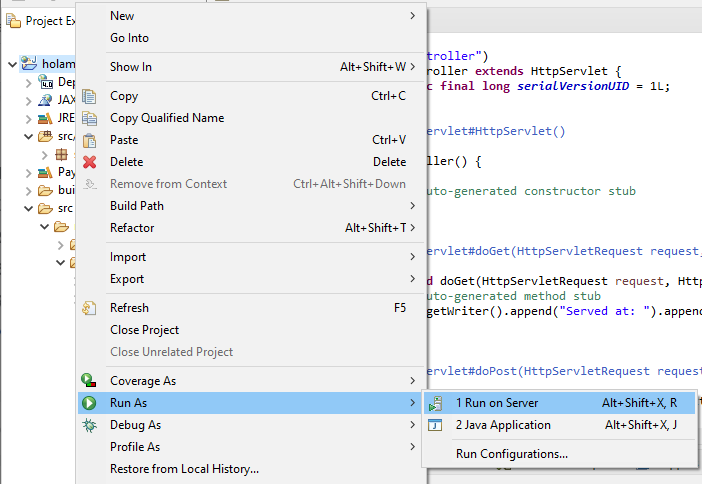 Project Ex
holam
Dep
JAX
JRE
src/
Pay
bui
src
New
Go Into
Show In Alt+Shift+W
Copy Ctrl+C
Copy Qualified Name
Paste Ctrl+V
Delete Delete
Remove from Context Ctrl+Alt+Shift+Down
Build Path
Refactor Alt+Shift+T
Import
Export
Refresh F5
Close Project
Close Unrelated Project
Coverage As
Run As
Debug As
Profile As
Restore from Local History...
1 Run on Server Alt+Shift+X, R
2 Java Application Alt+Shift+X, J
Run Configurations...
troller")
roller extends HttpServlet {
c final long serialVersionUID = 1L;
servlet#HttpServlet()
ller() {
uto-generated constructor stub
servlet#doGet(HttpServletRequest request,
d doGet(HttpServletRequest request, Http
uto-generated method stub
getWriter().append("Served at: ").append
servlet#doPost(HttpServletRequest request